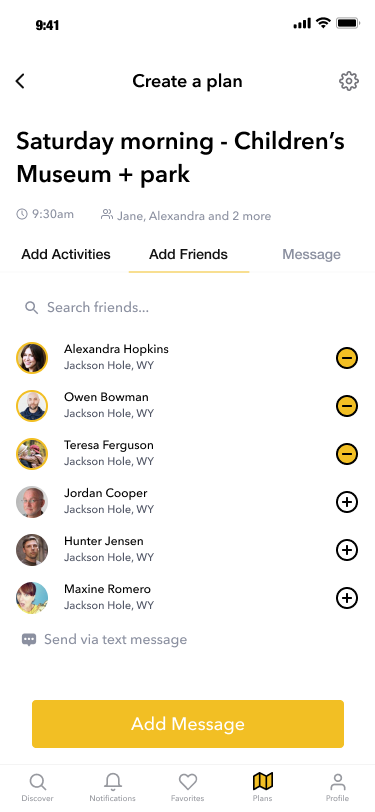 9:41
Create a plan
Saturday morning - Children’s
Museum + park
9:30am Jane, Alexandra and 2 more
Add Activities Add Friends Message
Search friends...
Alexandra Hopkins
Jackson Hole, WY
Owen Bowman
Jackson Hole, WY
Teresa Ferguson
Jackson Hole, WY
Jordan Cooper
Jackson Hole, WY
Hunter Jensen
Jackson Hole, WY
Maxine Romero
Jackson Hole, WY
Send via text message
Add Message
Discover Notifications Favorites Plans Profile